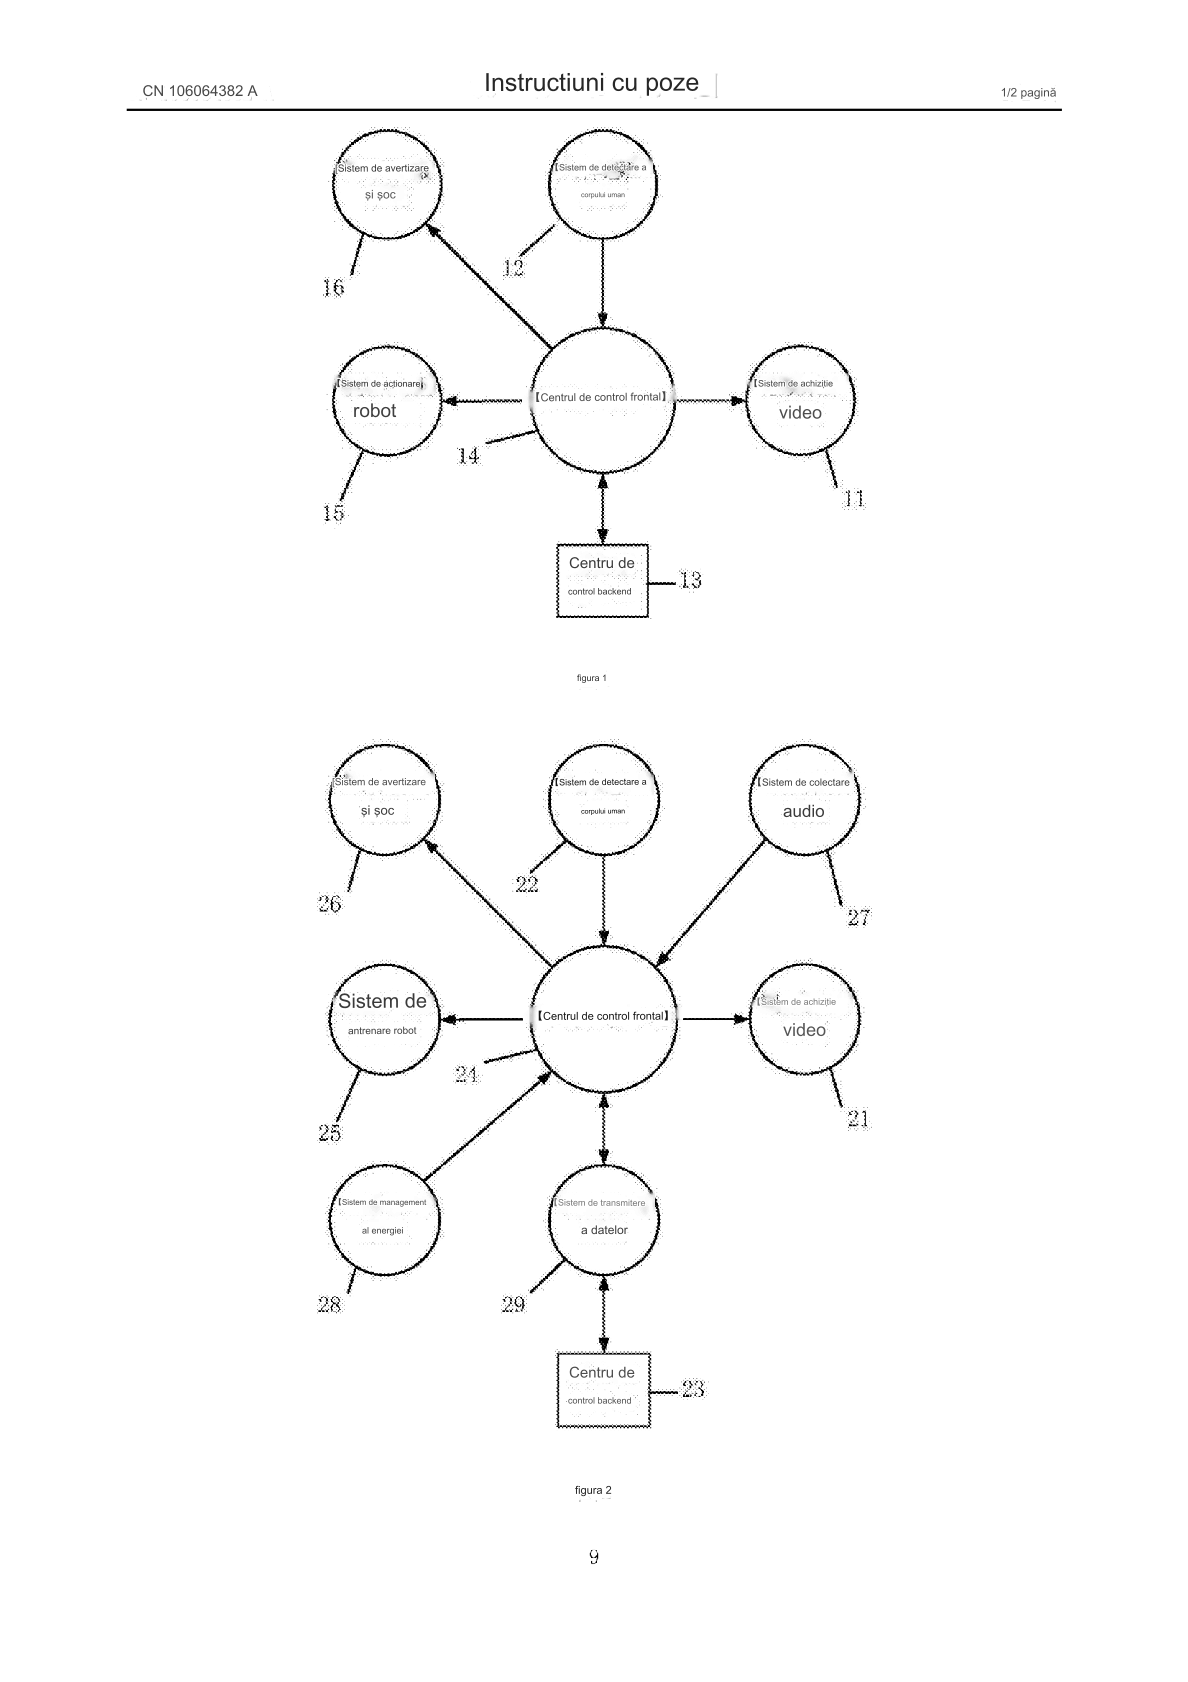 CN 106064382 A
Instructiuni cu poze
1/2 pagină
Sistem de avertizare
și șoc
【Sistem de detectare a
corpului uman
12
16
【Sistem de acționare】
robot
【Centrul de control frontal】
【Sistem de achiziție
video
14
15
11
Centru de
control backend
13
figura 1
Sistem de avertizare
și șoc
【Sistem de detectare a
corpului uman
【Sistem de colectare
audio
22
26
27
Sistem de
antrenare robot
【Centrul de control frontal】
【Sistem de achiziție
video
24
25
21
【Sistem de management
al energiei
【Sistem de transmitere
a datelor
28
29
Centru de
control backend
23
figura 2
9